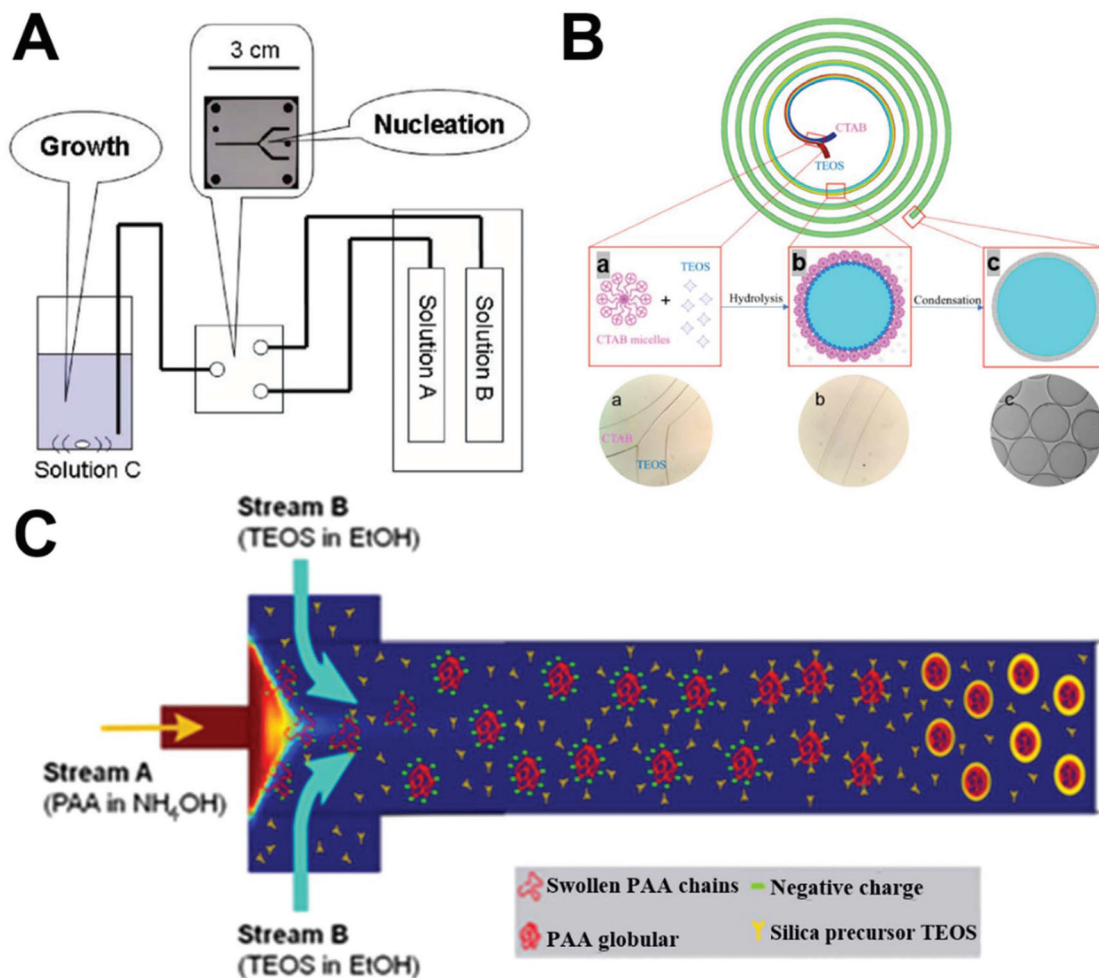 A
3 cm
Growth
Nucleation
Solution A
Solution B
Solution C
B
CTAB
TEOS
a
TEOS
+
CTAB micelles
Hydrolysis
b
Condensation
c
a
CTAB
TEOS
b
c
C
Stream B
(TEOS in EtOH)
Stream A
(PAA in NH₄OH)
Stream B
(TEOS in EtOH)
Swollen PAA chains
Negative charge
PAA globular
Silica precursor TEOS